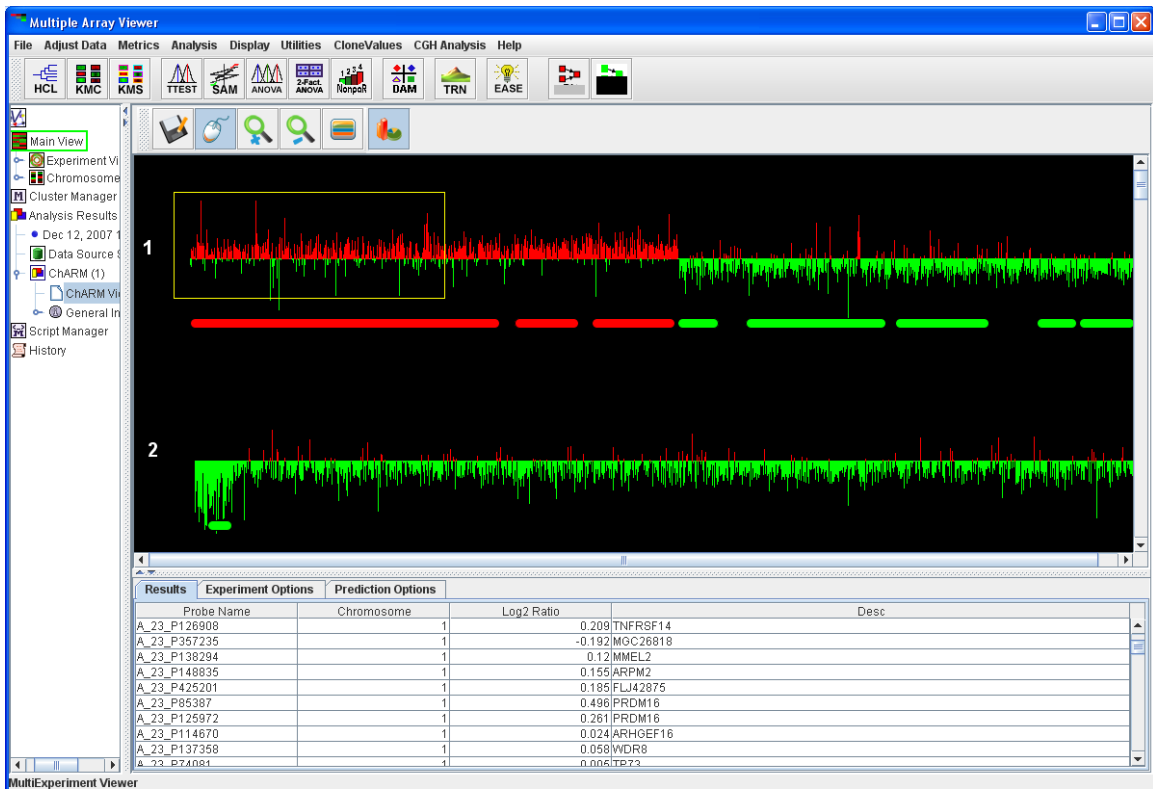 Multiple Array Viewer
File Adjust Data Metrics Analysis Display Utilities CloneValues CGH Analysis Help
HCL KMC KMS TTEST SAM ANOVA 2-Fact. ANOVA NonpaR DAM TRN EASE
Main View
Experiment Vi
Chromosome
Cluster Manager
Analysis Results
Dec 12, 2007 1
Data Source S
ChARM (1)
ChARM Vi
General In
Script Manager
History
1
2
Results Experiment Options Prediction Options
Probe Name Chromosome Log2 Ratio Desc
A_23_P126908 1 0.209 TNFRSF14
A_23_P357235 1 -0.192 MGC26818
A_23_P138294 1 0.12 MMEL2
A_23_P148835 1 0.155 ARPM2
A_23_P425201 1 0.185 FLJ42875
A_23_P85387 1 0.496 PRDM16
A_23_P125972 1 0.261 PRDM16
A_23_P114670 1 0.024 ARHGEF16
A_23_P137358 1 0.058 WDR8
A_23_P74081 1 0.005 TP73
MultiExperiment Viewer